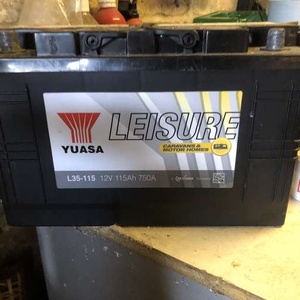 LEISURE
YUASA
CARAVANS &
MOTOR HOMES
L35-115 12V 115Ah 750A